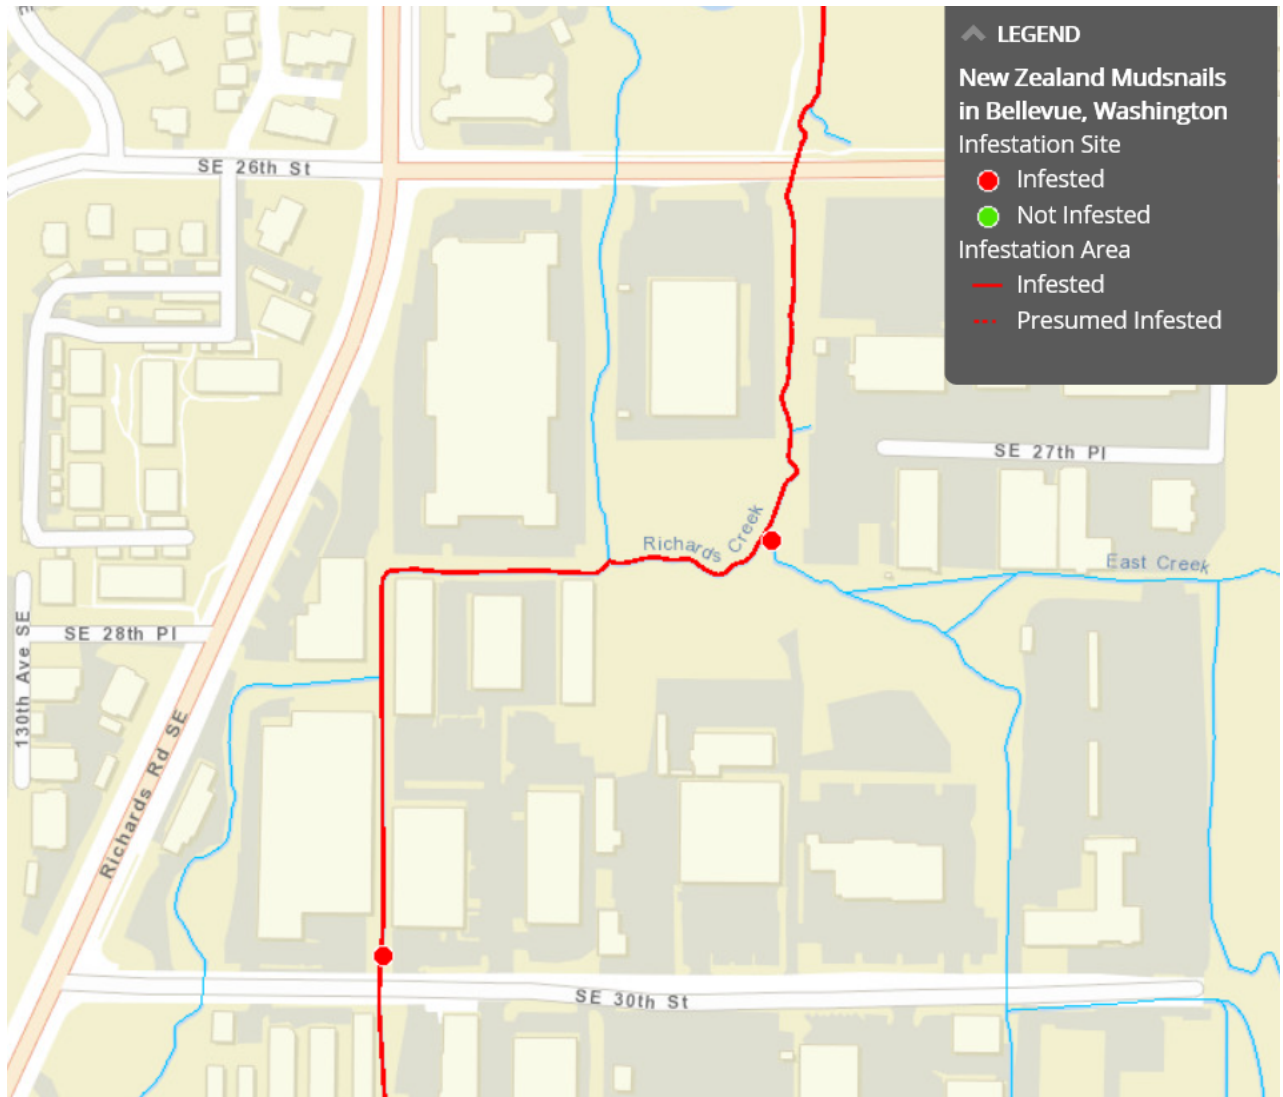 LEGEND
New Zealand Mudsnails
in Bellevue, Washington
Infestation Site
Infested
Not Infested
Infestation Area
Infested
Presumed Infested
SE 26th St
SE 27th Pl
Richards Creek
East Creek
SE 28th Pl
130th Ave SE
Richards Rd SE
SE 30th St